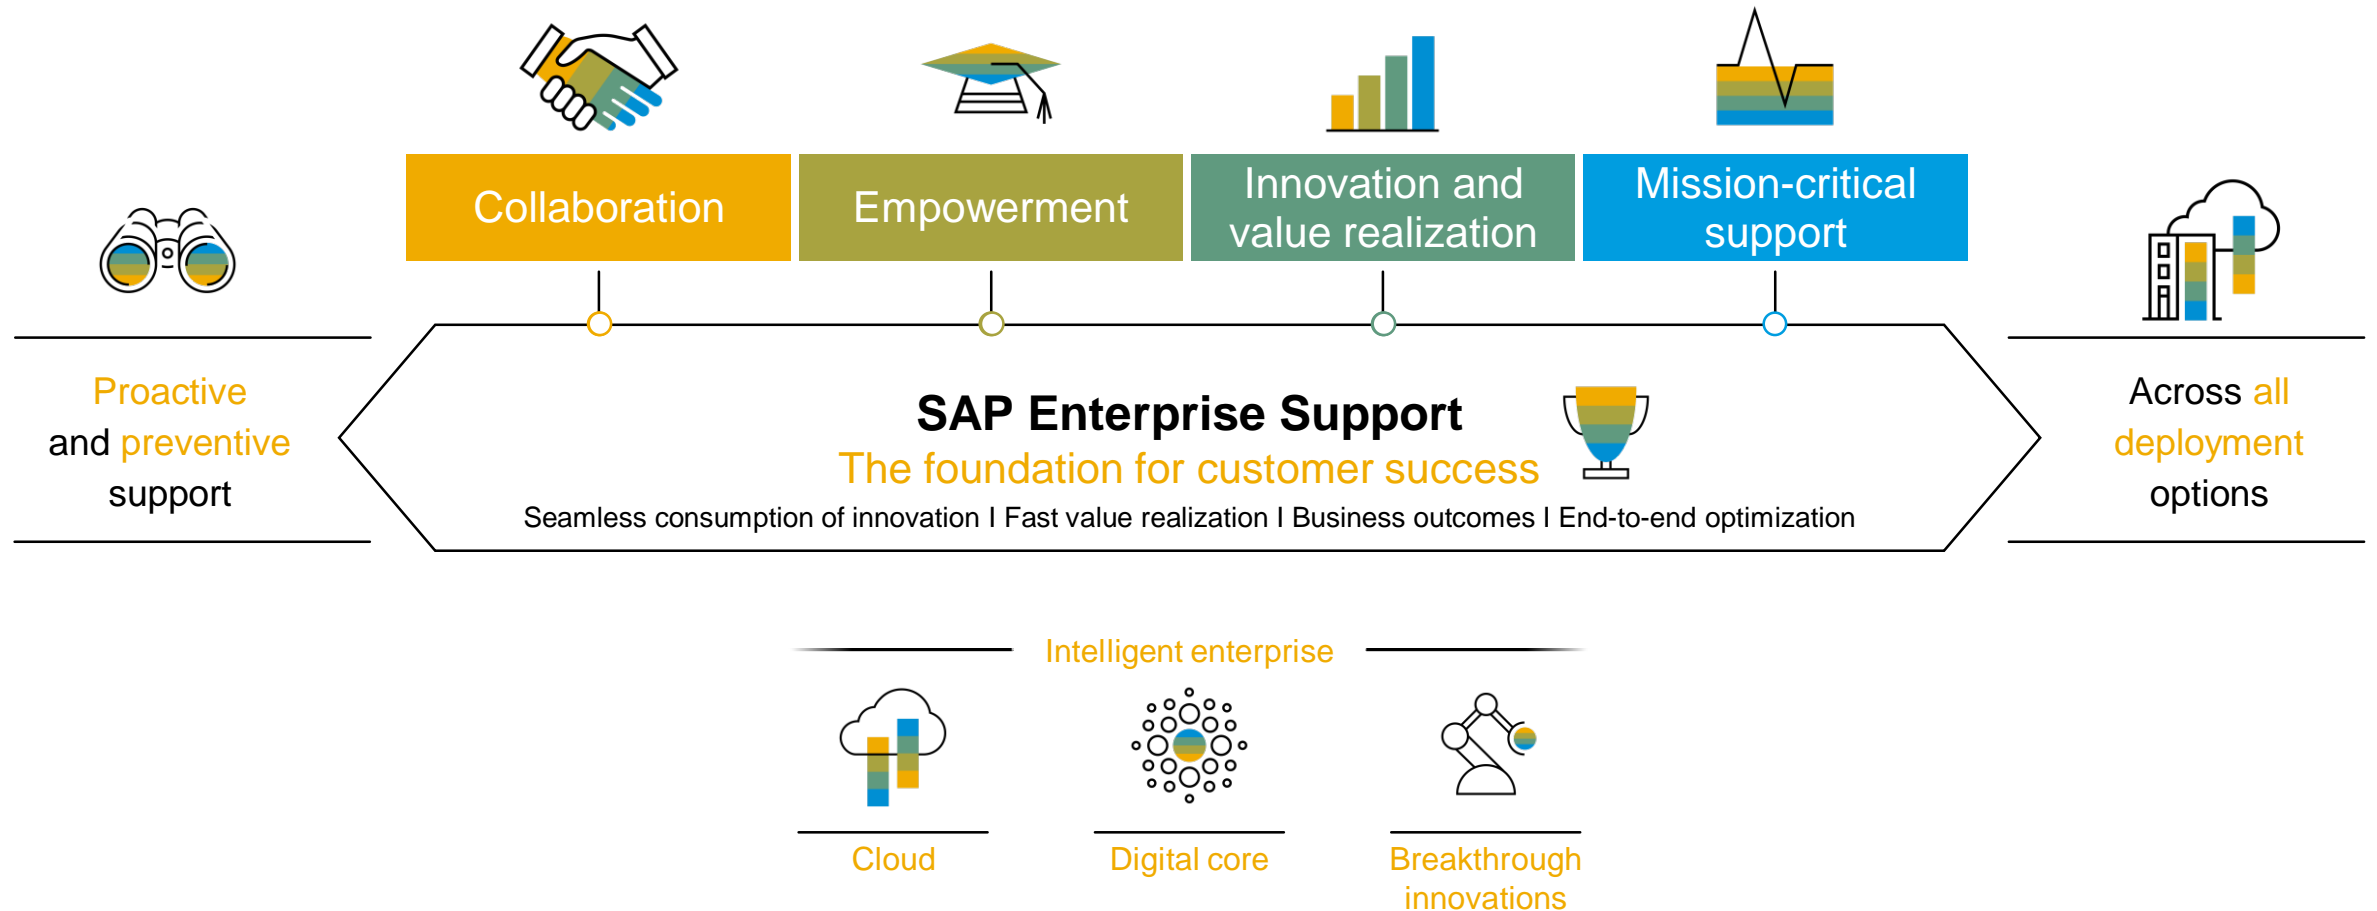 Collaboration
Empowerment
Innovation and
value realization
Mission-critical
support
Proactive
and preventive
support
SAP Enterprise Support
The foundation for customer success
Seamless consumption of innovation I Fast value realization I Business outcomes I End-to-end optimization
Across all
deployment
options
Intelligent enterprise
Cloud
Digital core
Breakthrough
innovations